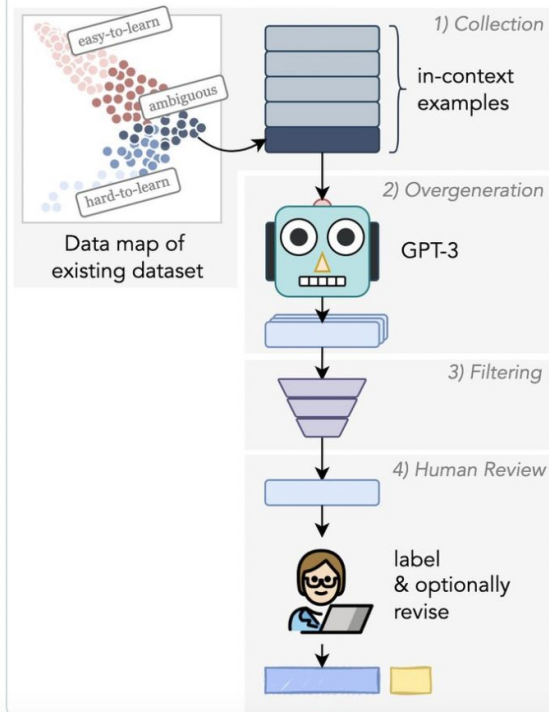 easy-to-learn
ambiguous
hard-to-learn
Data map of
existing dataset
1) Collection
in-context
examples
2) Overgeneration
GPT-3
3) Filtering
4) Human Review
label
& optionally
revise